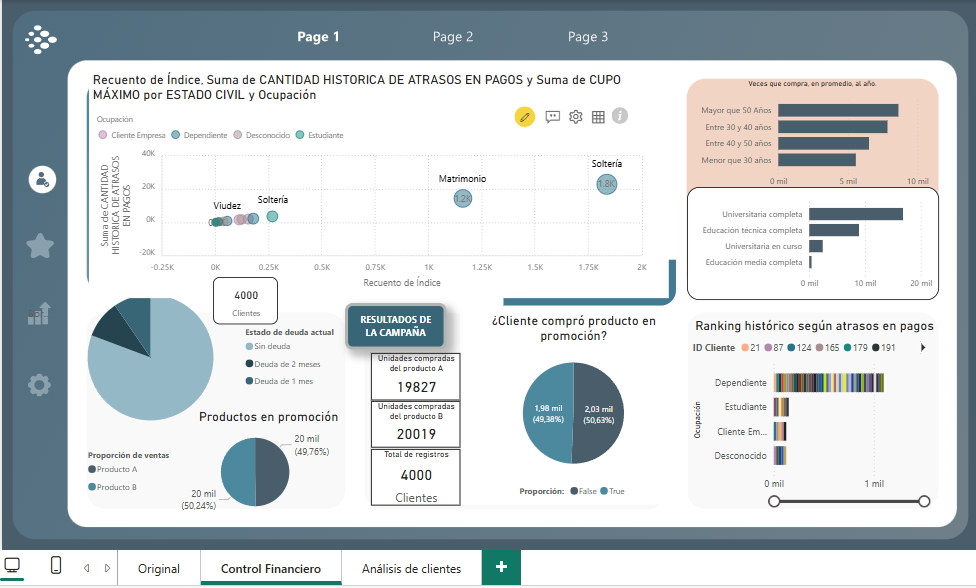 Page 1
Page 2
Page 3
Recuento de Índice, Suma de CANTIDAD HISTORICA DE ATRASOS EN PAGOS y Suma de CUPO
MÁXIMO por ESTADO CIVIL y Ocupación
Ocupación
Cliente Empresa
Dependiente
Desconocido
Estudiante
Suma de CANTIDAD
HISTORICA DE ATRASOS
EN PAGOS
40K
20K
0K
-20K
Viudez
Soltería
Matrimonio
1.2K
Soltería
1.8K
-0.25K
0K
0.25K
0.5K
0.75K
1K
1.25K
1.5K
1.75K
2K
Recuento de Índice
Veces que compra, en promedio, al año.
Mayor que 50 Años
Entre 30 y 40 años
Entre 40 y 50 años
Menor que 30 años
0 mil
5 mil
10 mil
Universitaria completa
Educación técnica completa
Universitaria en curso
Educación media completa
0 mil
10 mil
20 mil
4000
Clientes
Estado de deuda actual
Sin deuda
Deuda de 2 meses
Deuda de 1 mes
RESULTADOS DE
LA CAMPAÑA
Unidades compradas
del producto A
19827
Unidades compradas
del producto B
20019
Total de registros
4000
Clientes
Productos en promoción
Proporción de ventas
Producto A
Producto B
20 mil
(49,76%)
20 mil
(50,24%)
¿Cliente compró producto en
promoción?
1,98 mil
(49,38%)
2,03 mil
(50,63%)
Proporción:
False
True
Ranking histórico según atrasos en pagos
ID Cliente
21
87
124
165
179
191
Ocupación
Dependiente
Estudiante
Cliente Em...
Desconocido
0 mil
1 mil
Original
Control Financiero
Análisis de clientes
+